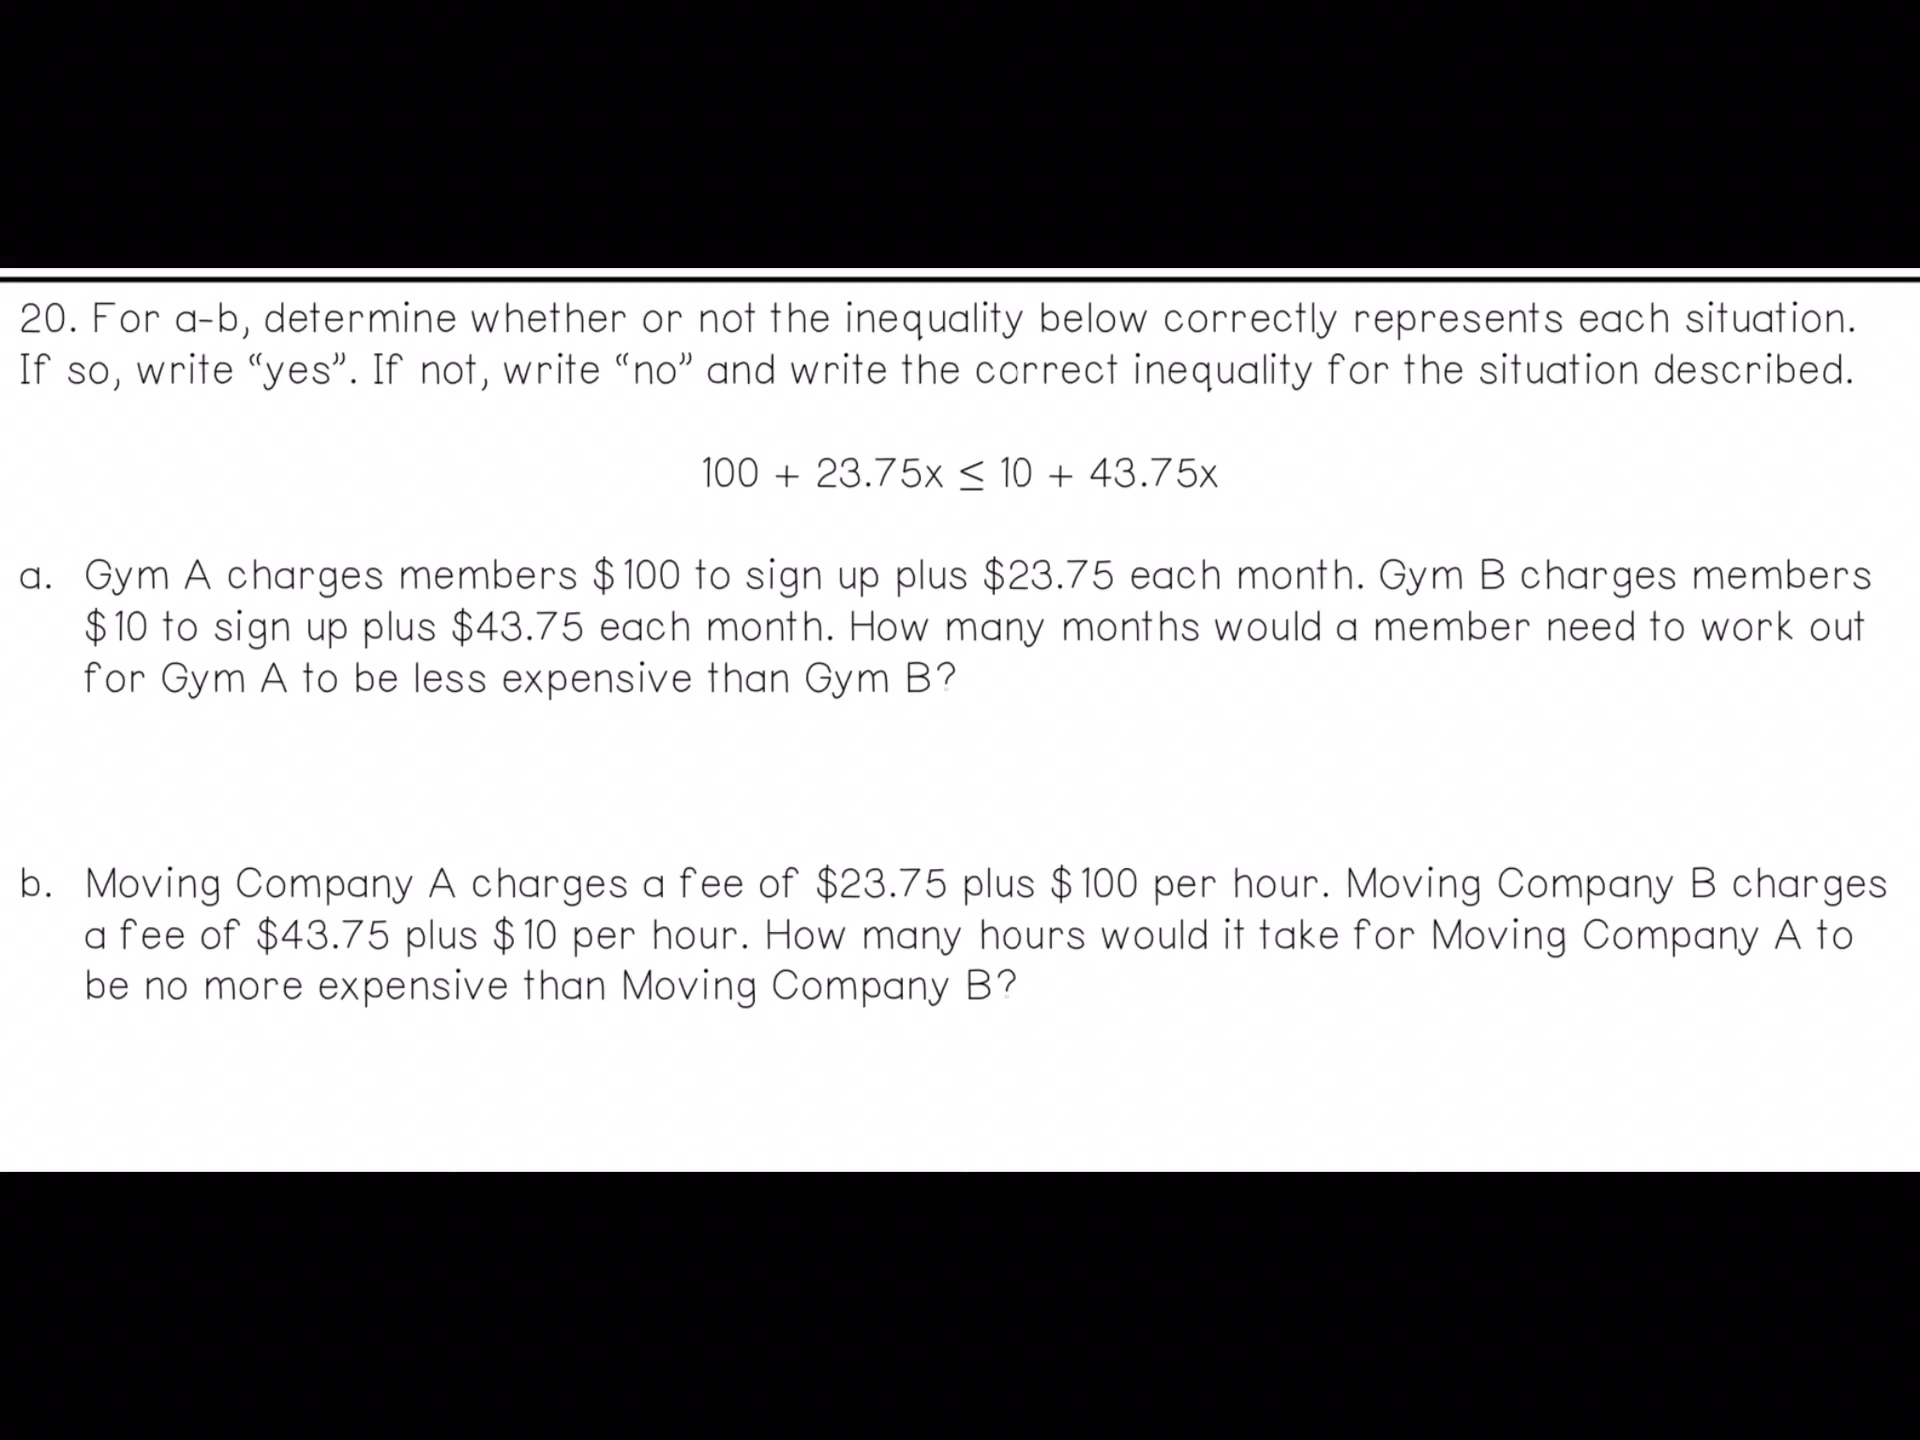 20. For a-b, determine whether or not the inequality below correctly represents each situation.
If so, write “yes”. If not, write “no” and write the correct inequality for the situation described.
100 + 23.75x ≤ 10 + 43.75x
a. Gym A charges members $100 to sign up plus $23.75 each month. Gym B charges members
$10 to sign up plus $43.75 each month. How many months would a member need to work out
for Gym A to be less expensive than Gym B?
b. Moving Company A charges a fee of $23.75 plus $100 per hour. Moving Company B charges
a fee of $43.75 plus $10 per hour. How many hours would it take for Moving Company A to
be no more expensive than Moving Company B?